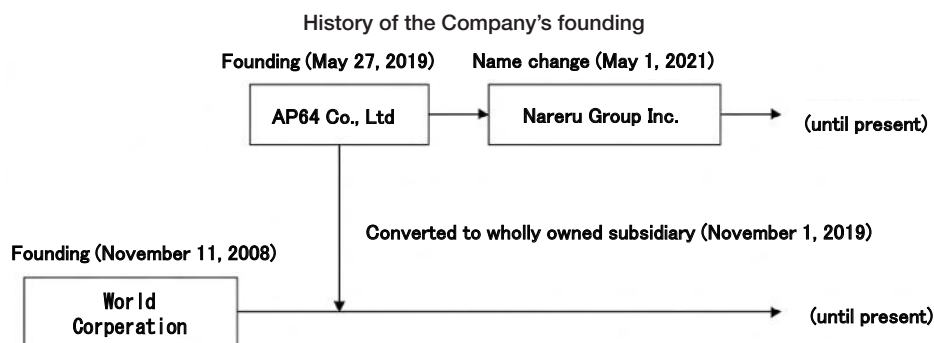 History of the Company's founding
Founding (May 27, 2019)
Name change (May 1, 2021)
AP64 Co., Ltd
Nareru Group Inc.
(until present)
Converted to wholly owned subsidiary (November 1, 2019)
Founding (November 11, 2008)
World
Corperation
(until present)